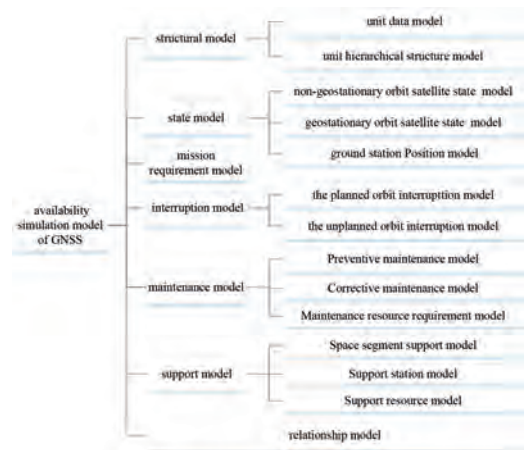 unit data model
structural model
unit hierarchical structure model
non-geostationary orbit satellite state model
state model
geostationary orbit satellite state model
ground station Position model
mission
requirement model
the planned orbit interrupttion model
interruption model
the unplanned orbit interruption model
availability
simulation model
of GNSS
Preventive maintenance model
maintenance model
Corrective maintenance model
Maintenance resource requirement model
Space segment support model
support model
Support station model
Support resource model
relationship model